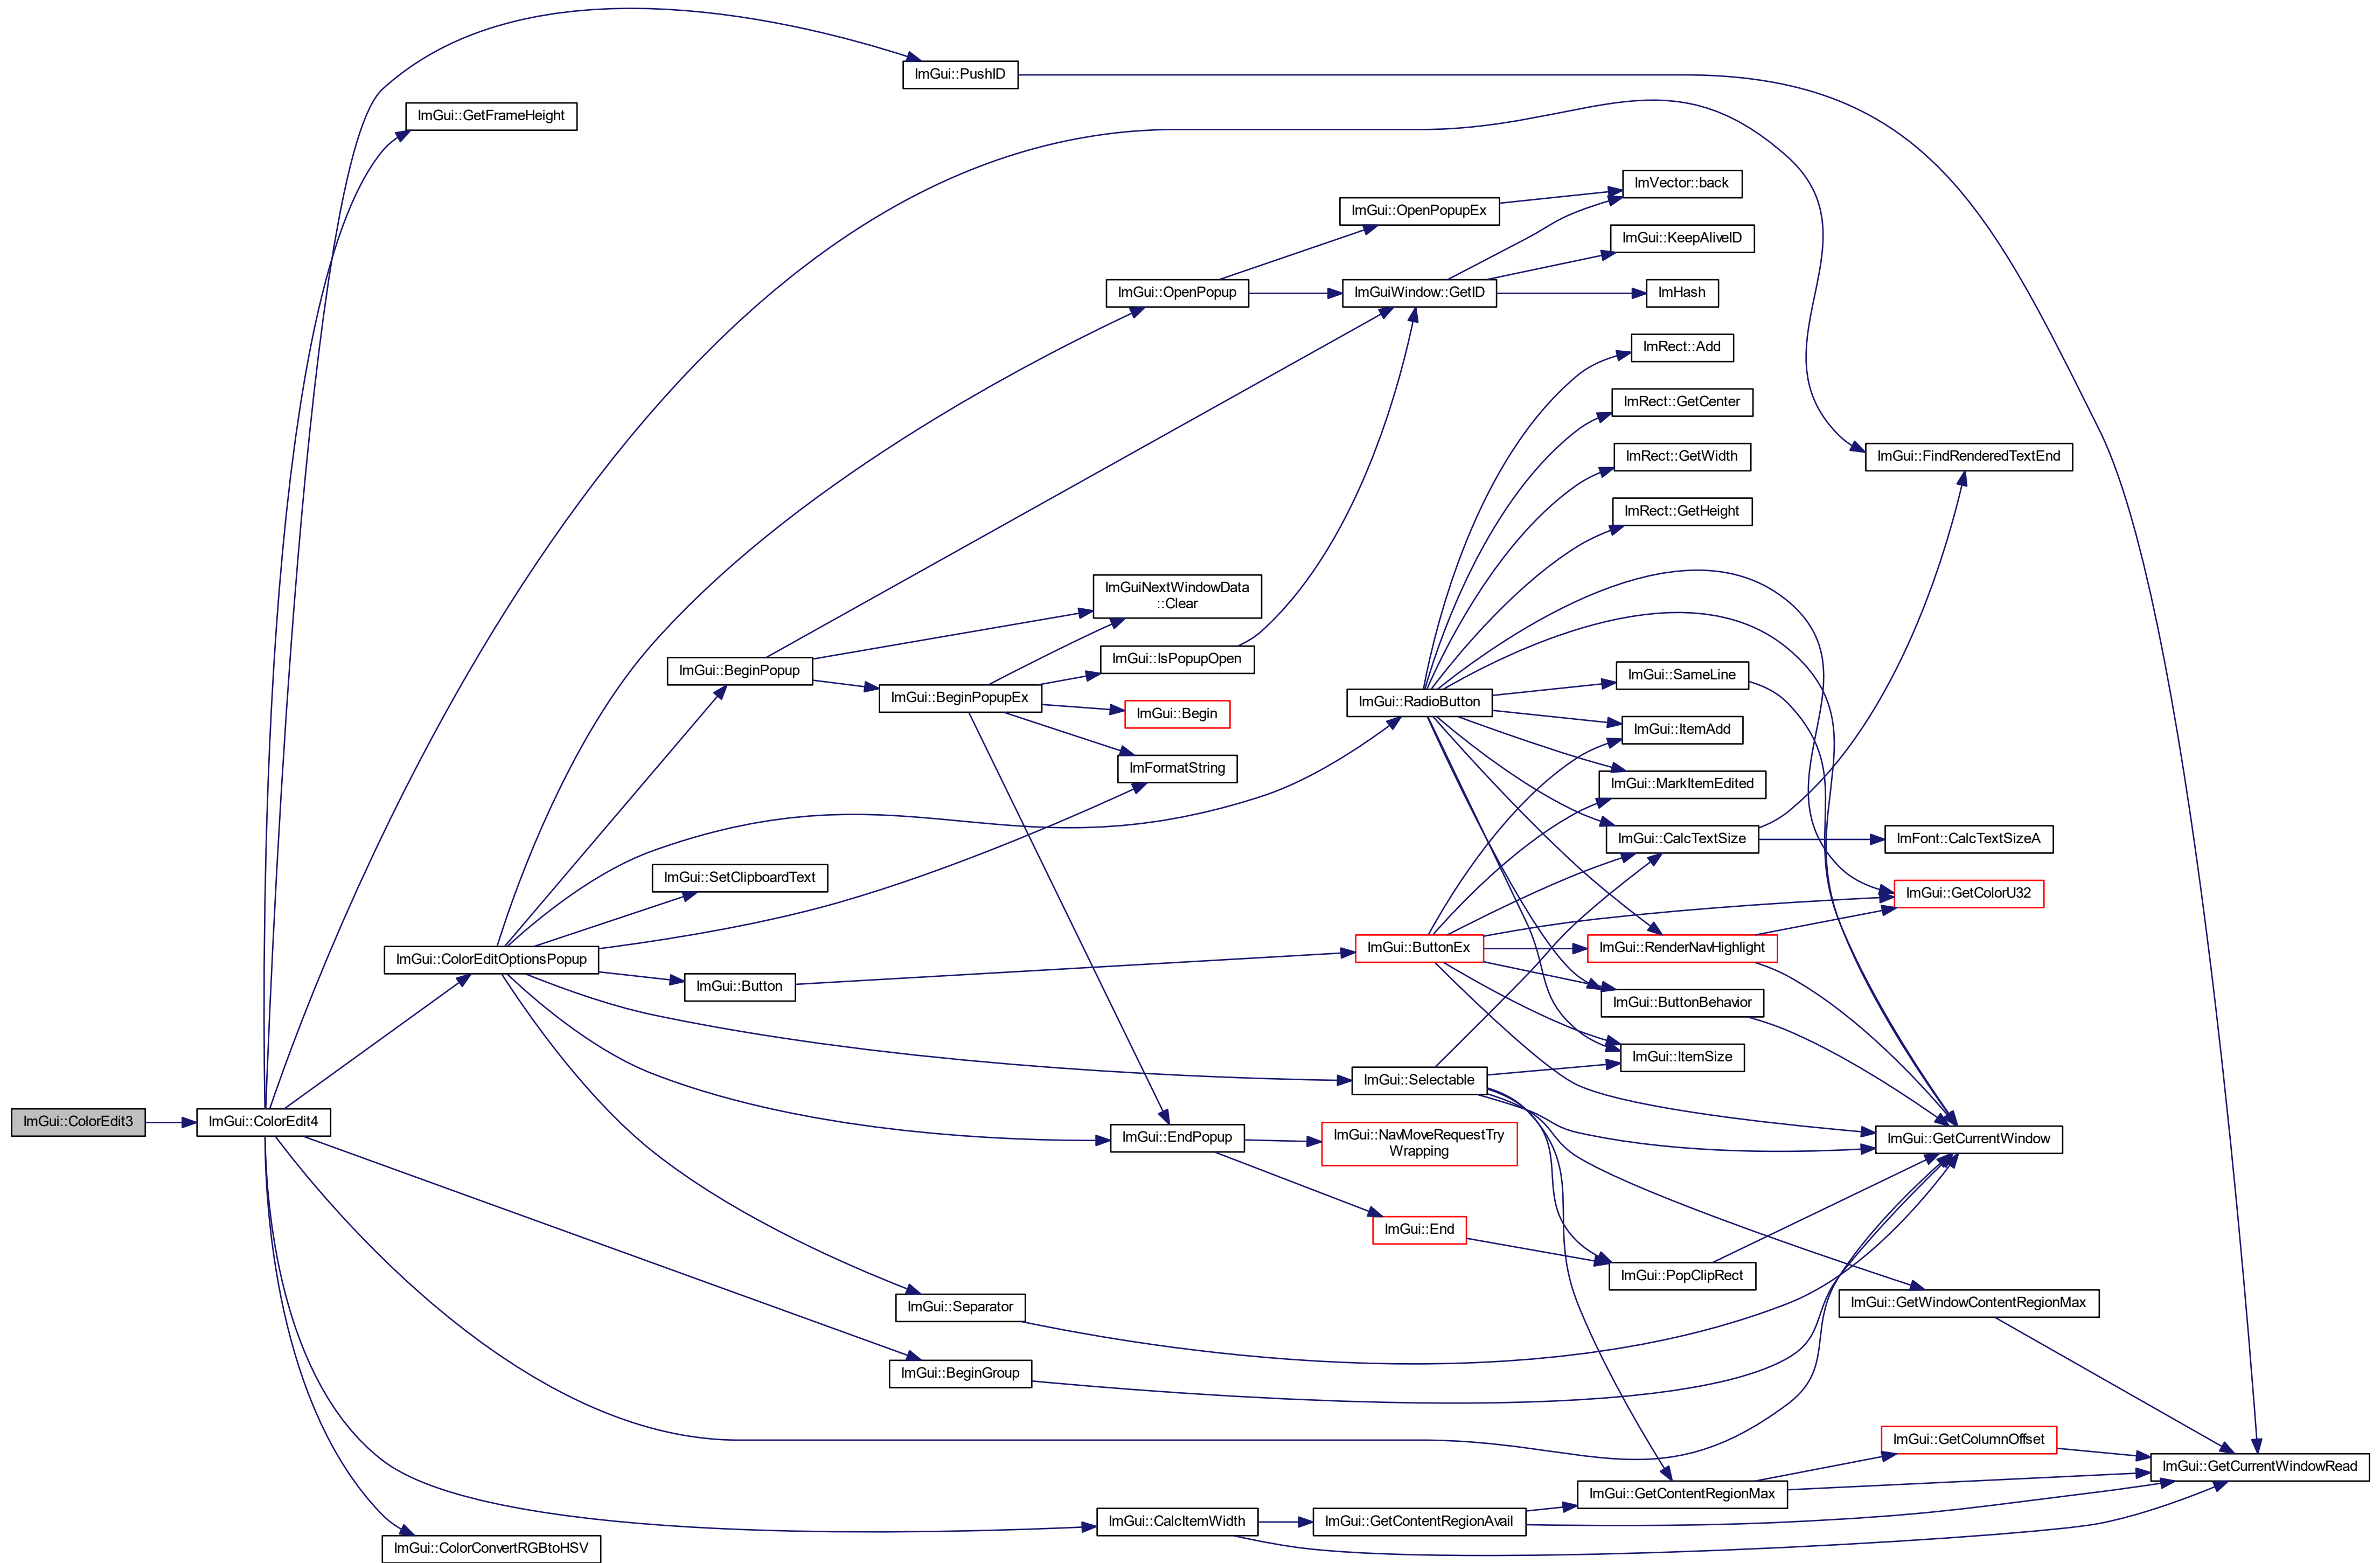 ImGui::PushID
ImGui::GetFrameHeight
ImVector::back
ImGui::OpenPopupEx
ImGui::KeepAliveID
ImGui::OpenPopup
ImGuiWindow::GetID
ImHash
ImRect::Add
ImRect::GetCenter
ImRect::GetWidth
ImGui::FindRenderedTextEnd
ImRect::GetHeight
ImGuiNextWindowData
::Clear
ImGui::IsPopupOpen
ImGui::BeginPopup
ImGui::SameLine
ImGui::BeginPopupEx
ImGui::RadioButton
ImGui::Begin
ImGui::ItemAdd
ImFormatString
ImGui::MarkItemEdited
ImGui::CalcTextSize
ImFont::CalcTextSizeA
ImGui::SetClipboardText
ImGui::GetColorU32
ImGui::ButtonEx
ImGui::RenderNavHighlight
ImGui::ColorEditOptionsPopup
ImGui::Button
ImGui::ButtonBehavior
ImGui::ItemSize
ImGui::Selectable
ImGui::ColorEdit3
ImGui::ColorEdit4
ImGui::EndPopup
ImGui::NavMoveRequestTry
Wrapping
ImGui::GetCurrentWindow
ImGui::End
ImGui::PopClipRect
ImGui::Separator
ImGui::GetWindowContentRegionMax
ImGui::BeginGroup
ImGui::GetColumnOffset
ImGui::GetCurrentWindowRead
ImGui::GetContentRegionMax
ImGui::CalcItemWidth
ImGui::GetContentRegionAvail
ImGui::ColorConvertRGBtoHSV